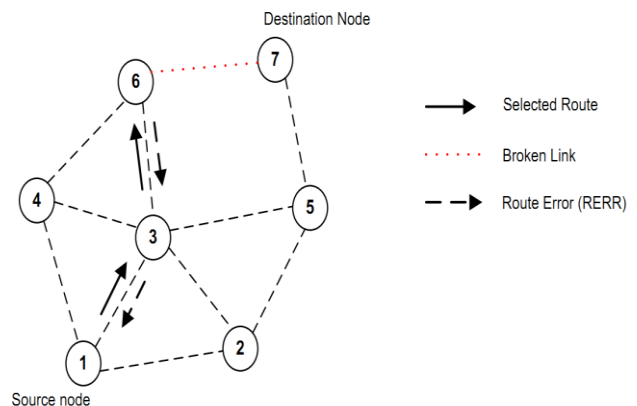 Destination Node
7
6
Selected Route
Broken Link
4
5
Route Error (RERR)
3
2
1
Source node